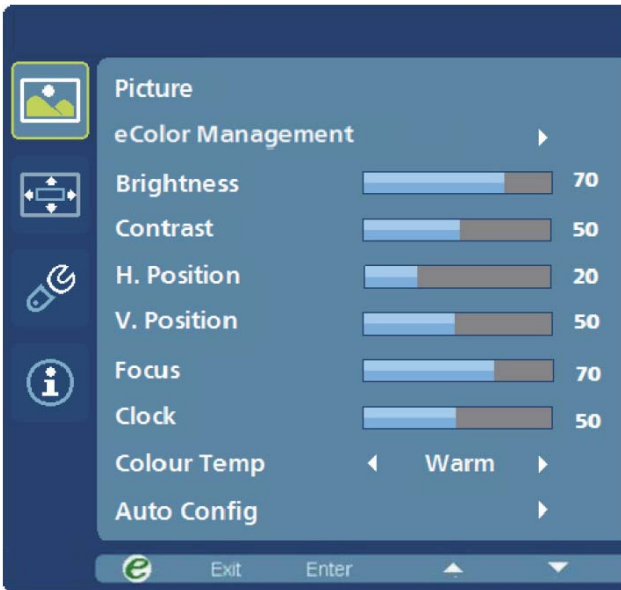 Picture
eColor Management
Brightness 70
Contrast 50
H. Position 20
V. Position 50
Focus 70
Clock 50
Colour Temp Warm
Auto Config
e Exit Enter